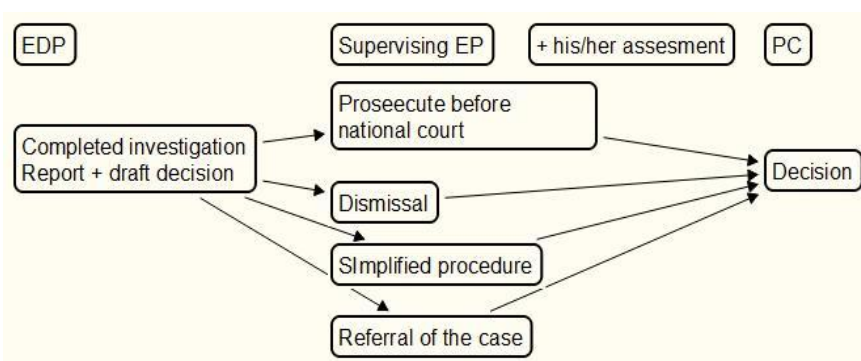 EDP
Supervising EP
+ his/her assesment
PC
Proseecute before
national court
Completed investigation
Report + draft decision
Decision
Dismissal
SImplified procedure
Referral of the case